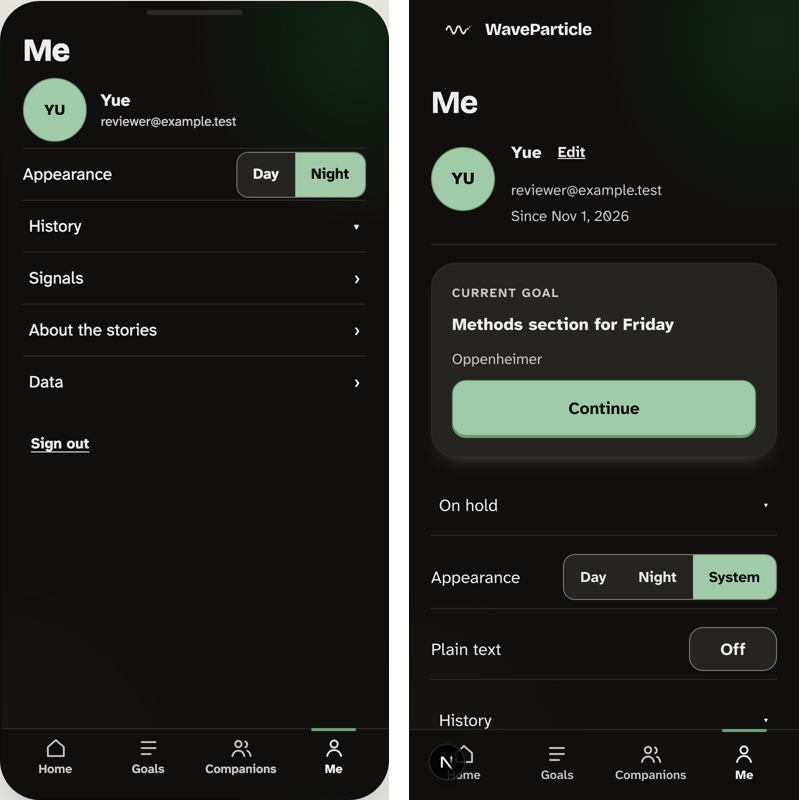 Me
YU
Yue
reviewer@example.test
Appearance
Day
Night
History
Signals
About the stories
Data
Sign out
Home
Goals
Companions
Me
WaveParticle
Me
YU
Yue Edit
reviewer@example.test
Since Nov 1, 2026
CURRENT GOAL
Methods section for Friday
Oppenheimer
Continue
On hold
Appearance
Day
Night
System
Plain text
Off
History
N
Home
Goals
Companions
Me